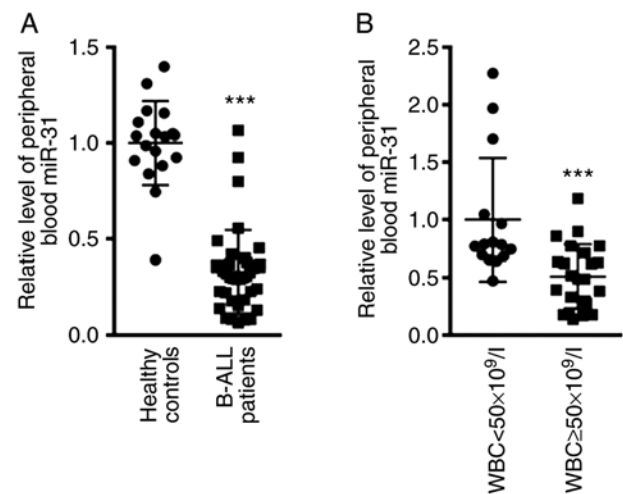 A
Relative level of peripheral
blood miR-31
1.5
1.0
0.5
0.0
***
Healthy
controls
B-ALL
patients
B
Relative level of peripheral
blood miR-31
2.5
2.0
1.5
1.0
0.5
0.0
***
WBC<50×10⁹/l
WBC≥50×10⁹/l